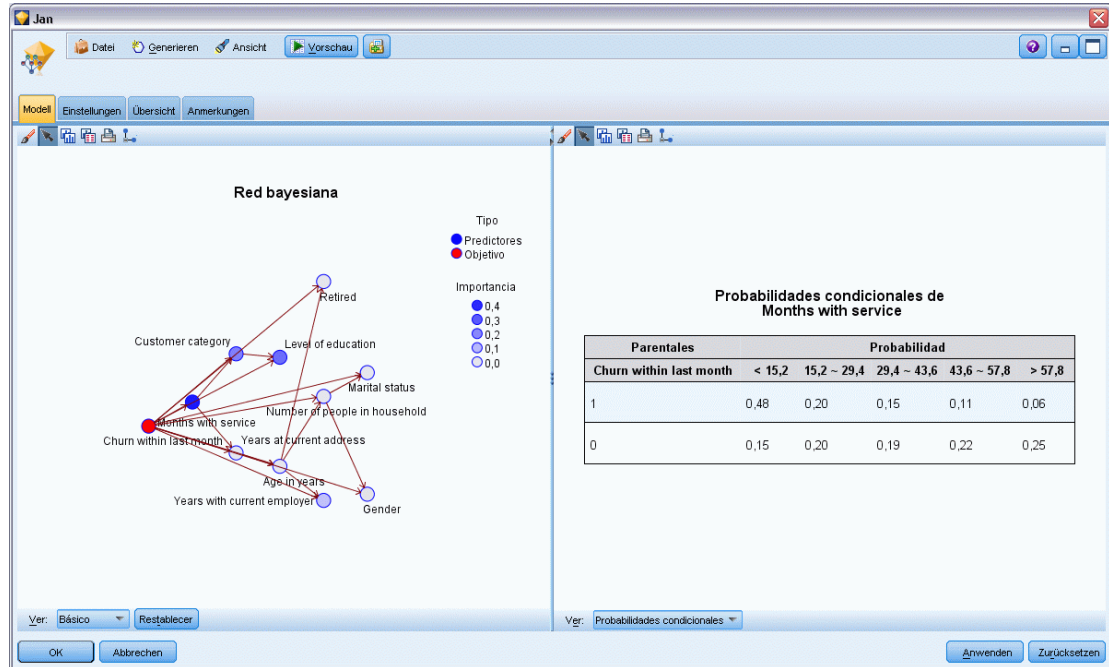 Jan
Datei Generieren Ansicht Vorschau
Modell Einstellungen Übersicht Anmerkungen
Red bayesiana
Tipo
Predictores
Objetivo
Importancia
0,4
0,3
0,2
0,1
0,0
Retired
Customer category
Level of education
Marital status
Number of people in household
Months with service
Churn within last month
Years at current address
Age in years
Years with current employer
Gender
Ver: Básico Restablecer
Probabilidades condicionales de
Months with service
Parentales Probabilidad
Churn within last month < 15,2 15,2 ~ 29,4 29,4 ~ 43,6 43,6 ~ 57,8 > 57,8
1 0,48 0,20 0,15 0,11 0,06
0 0,15 0,20 0,19 0,22 0,25
Ver: Probabilidades condicionales
OK Abbrechen Anwenden Zurücksetzen